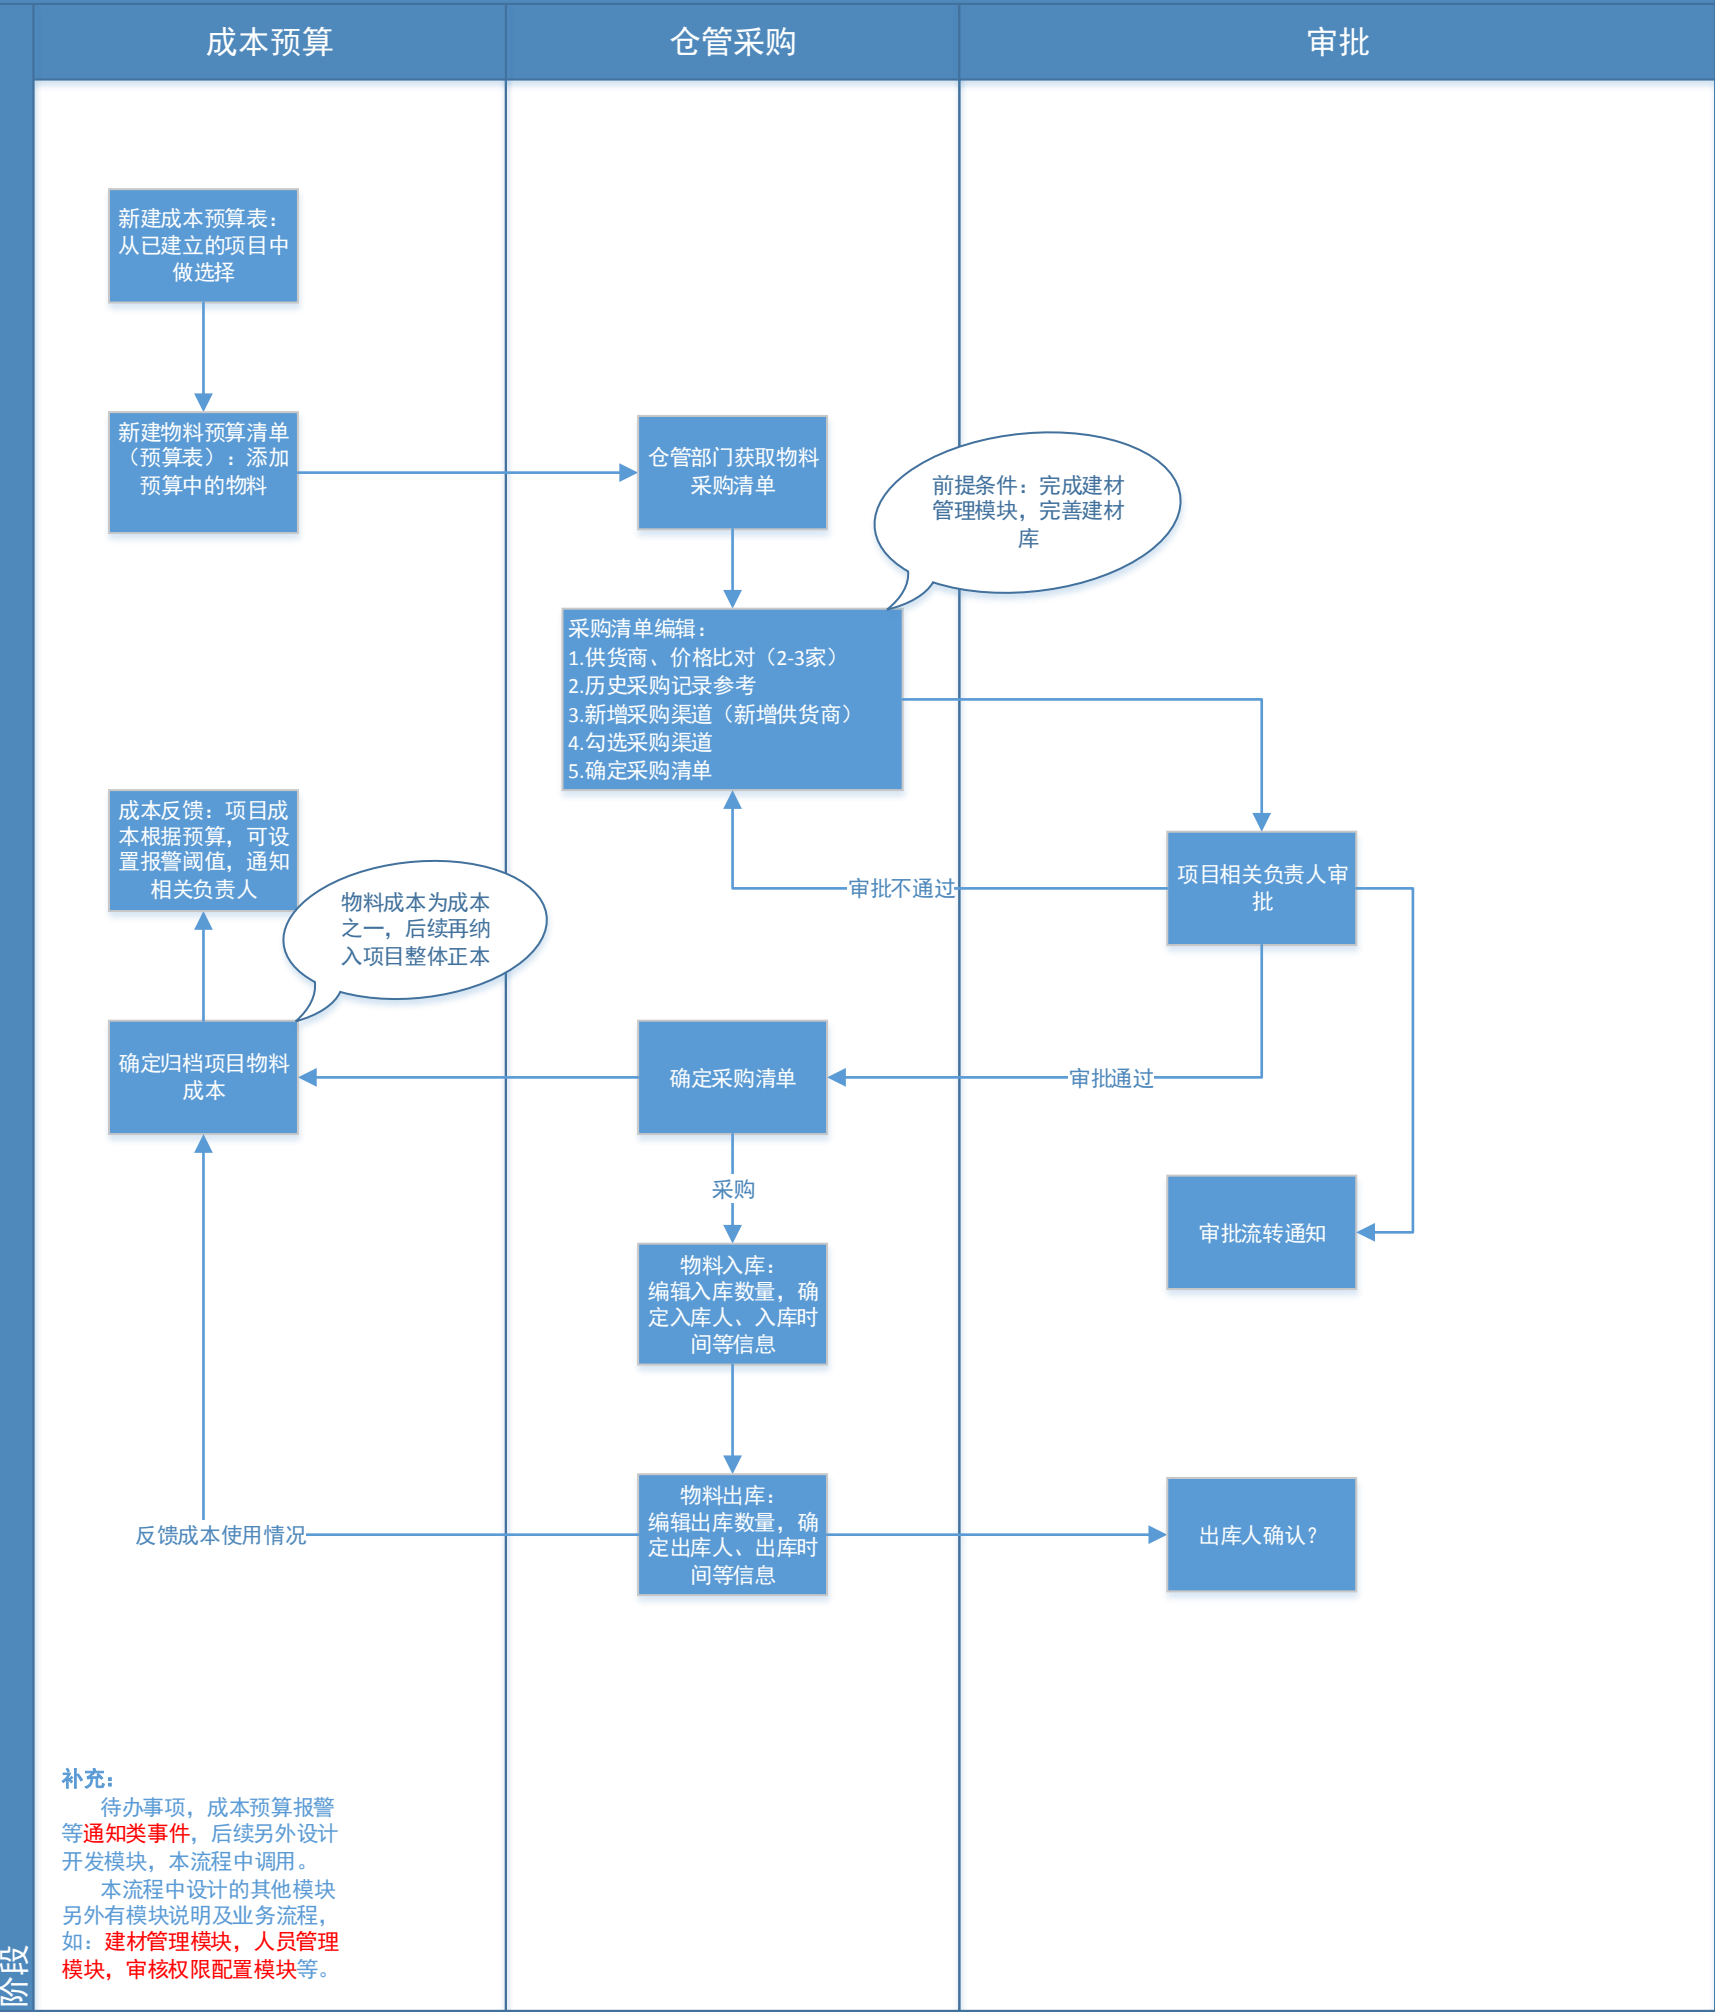 成本预算
仓管采购
审批
新建成本预算表：
从已建立的项目中
做选择
新建物料预算清单
（预算表）：添加
预算中的物料
仓管部门获取物料
采购清单
前提条件：完成建材
管理模块，完善建材
库
采购清单编辑：
1.供货商、价格比对（2-3家）
2.历史采购记录参考
3.新增采购渠道（新增供货商）
4.勾选采购渠道
5.确定采购清单
成本反馈：项目成
本根据预算，可设
置报警阈值，通知
相关负责人
物料成本为成本
之一，后续再纳
入项目整体正本
审批不通过
项目相关负责人审
批
确定归档项目物料
成本
确定采购清单
审批通过
采购
审批流转通知
物料入库：
编辑入库数量，确
定入库人、入库时
间等信息
物料出库：
编辑出库数量，确
定出库人、出库时
间等信息
反馈成本使用情况
出库人确认？
补充：
待办事项，成本预算报警
等通知类事件，后续另外设计
开发模块，本流程中调用。
本流程中设计的其他模块
另外有模块说明及业务流程，
如：建材管理模块，人员管理
模块，审核权限配置模块等。
阶段